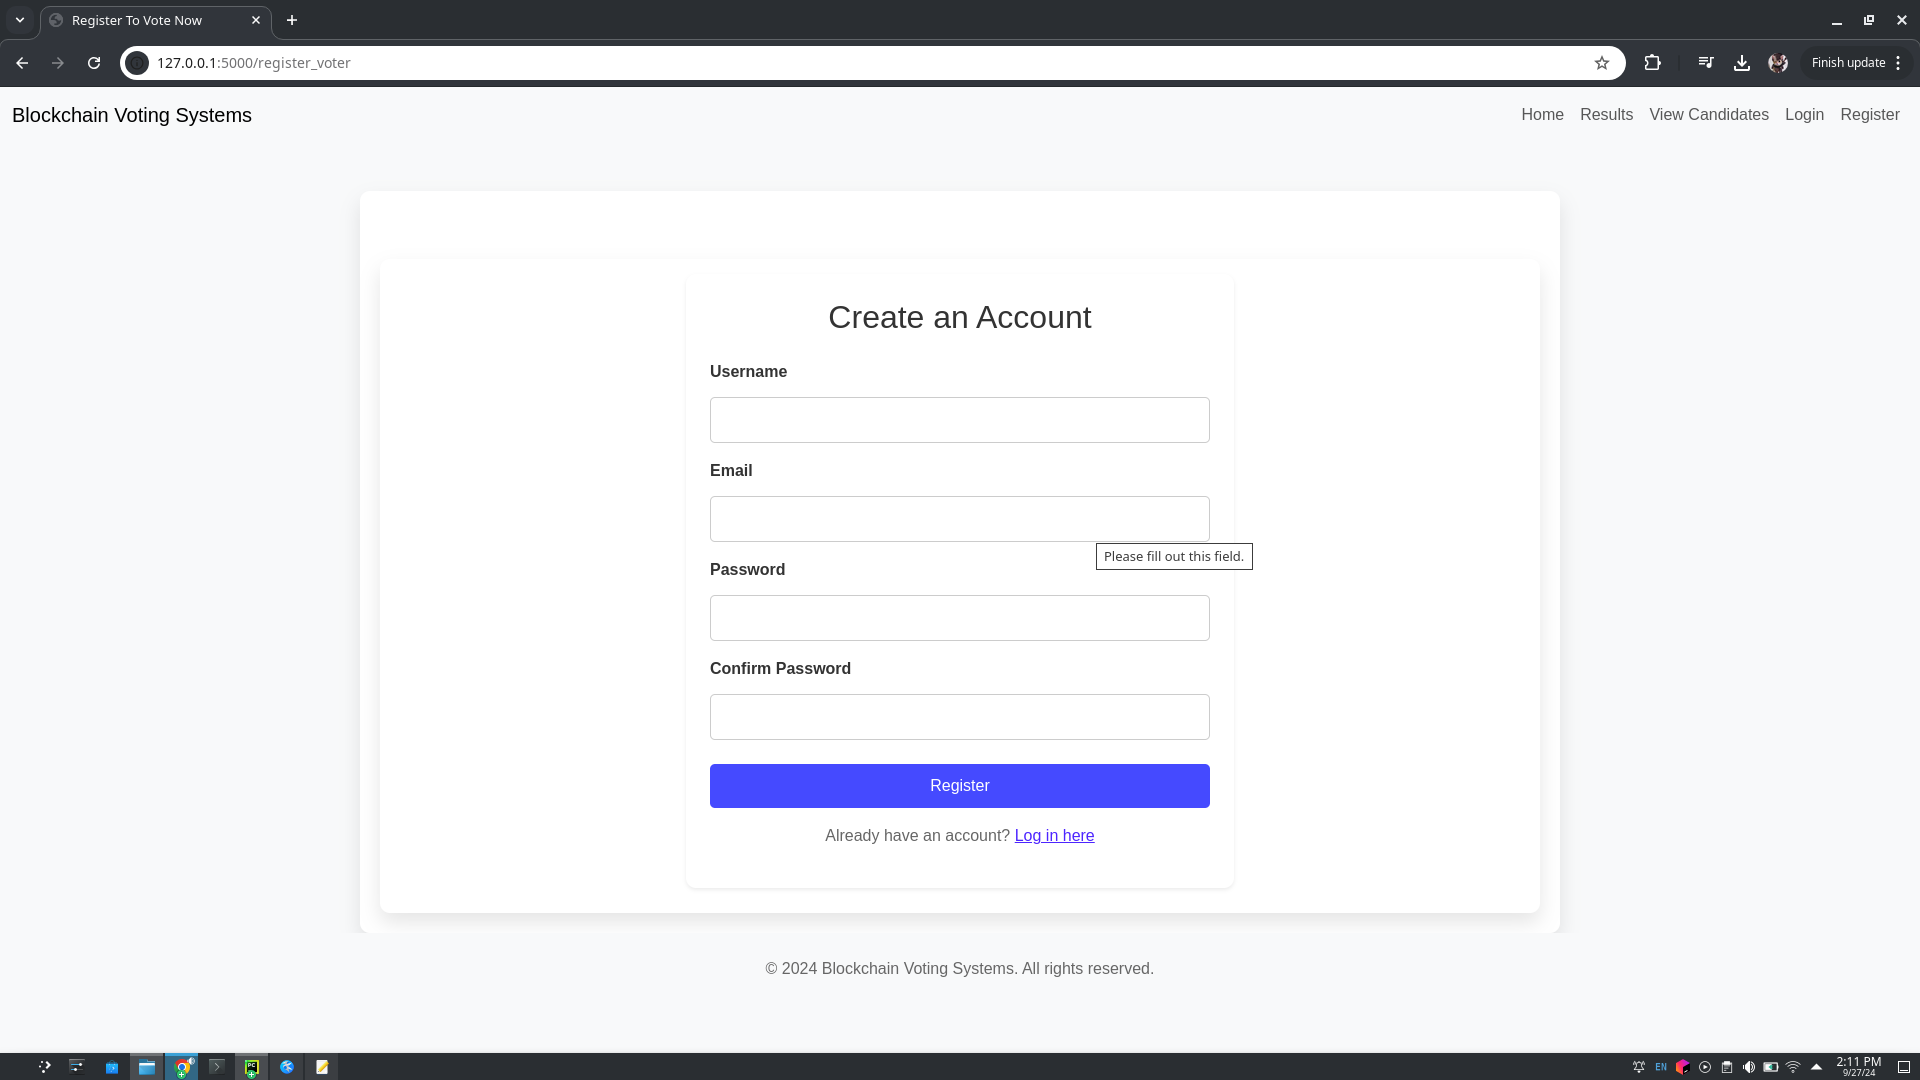 Register To Vote Now
127.0.0.1:5000/register_voter
Finish update
Blockchain Voting Systems
Home Results View Candidates Login Register
Create an Account
Username
Email
Please fill out this field.
Password
Confirm Password
Register
Already have an account? Log in here
© 2024 Blockchain Voting Systems. All rights reserved.
EN
2:11 PM
9/27/24